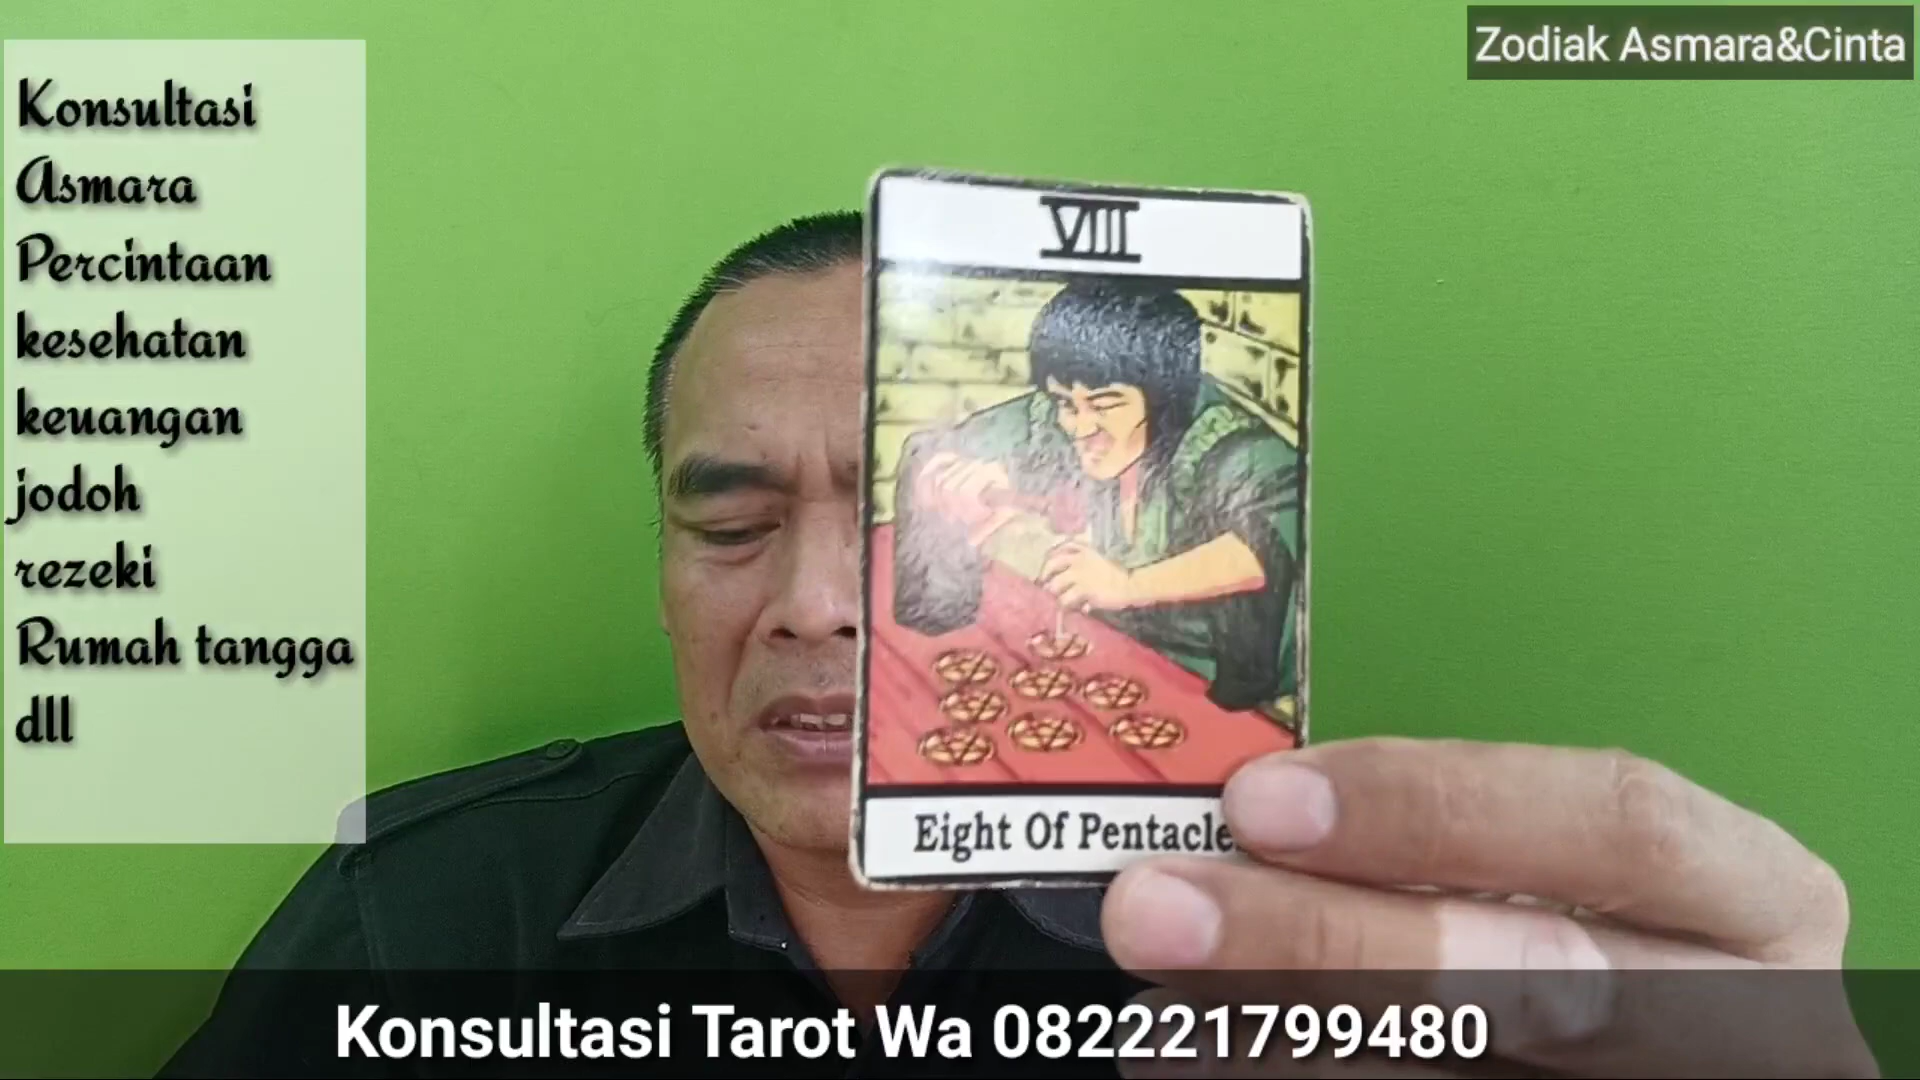 Zodiak Asmara&Cinta
Konsultasi
Asmara
Percintaan
kesehatan
keuangan
jodoh
rezeki
Rumah tangga
dll
VIII
Eight Of Pentacle
Konsultasi Tarot Wa 082221799480